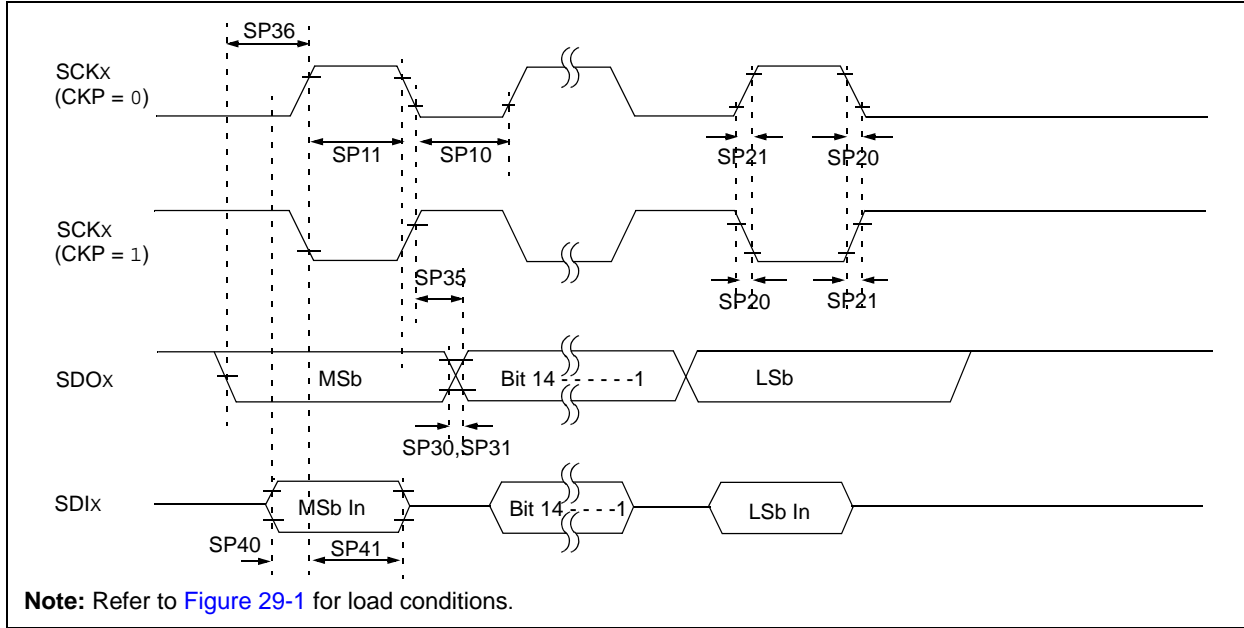 SP36
SCKX
(CKP = 0)
SP11
SP10
SP21
SP20
SCKX
(CKP = 1)
SP35
SP20
SP21
SDOX
MSb
Bit 14 - - - - - -1
LSb
SP30,SP31
SDIX
MSb In
Bit 14 - - - -1
LSb In
SP40
SP41
Note: Refer to Figure 29-1 for load conditions.